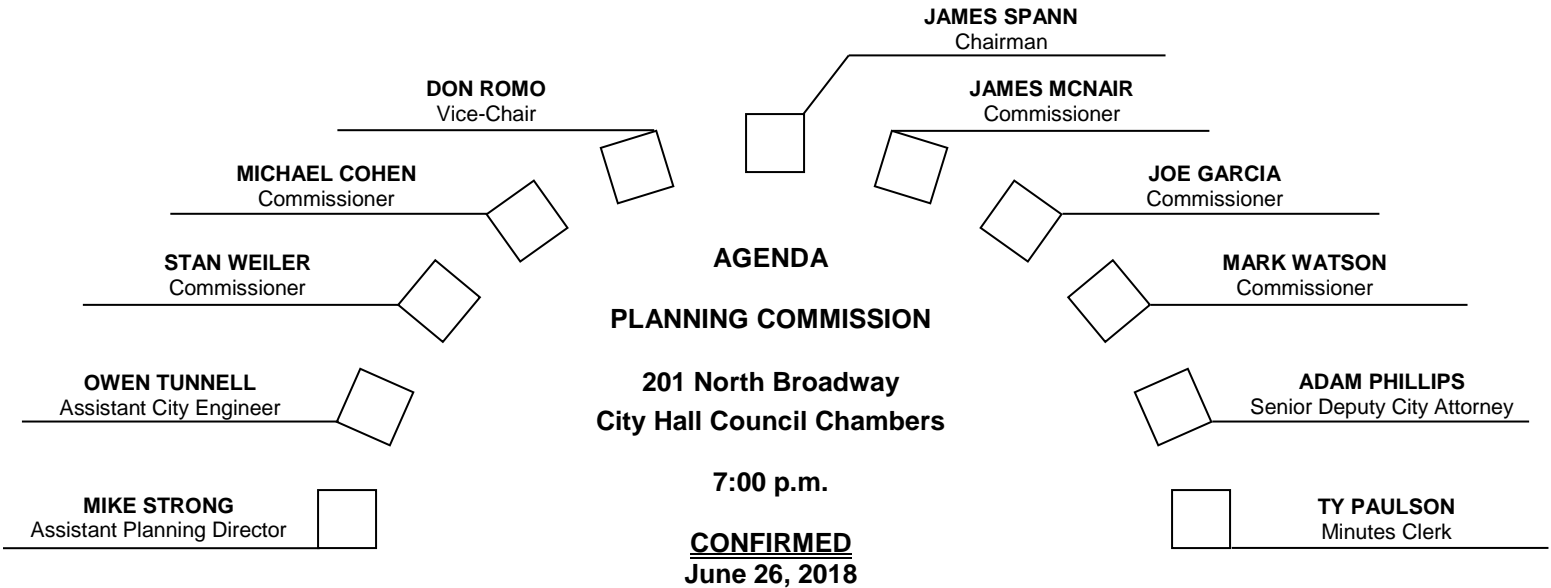 JAMES SPANN
Chairman
DON ROMO
Vice-Chair
JAMES MCNAIR
Commissioner
MICHAEL COHEN
Commissioner
JOE GARCIA
Commissioner
STAN WEILER
Commissioner
MARK WATSON
Commissioner
OWEN TUNNELL
Assistant City Engineer
ADAM PHILLIPS
Senior Deputy City Attorney
MIKE STRONG
Assistant Planning Director
TY PAULSON
Minutes Clerk
AGENDA
PLANNING COMMISSION
201 North Broadway
City Hall Council Chambers
7:00 p.m.
CONFIRMED
June 26, 2018